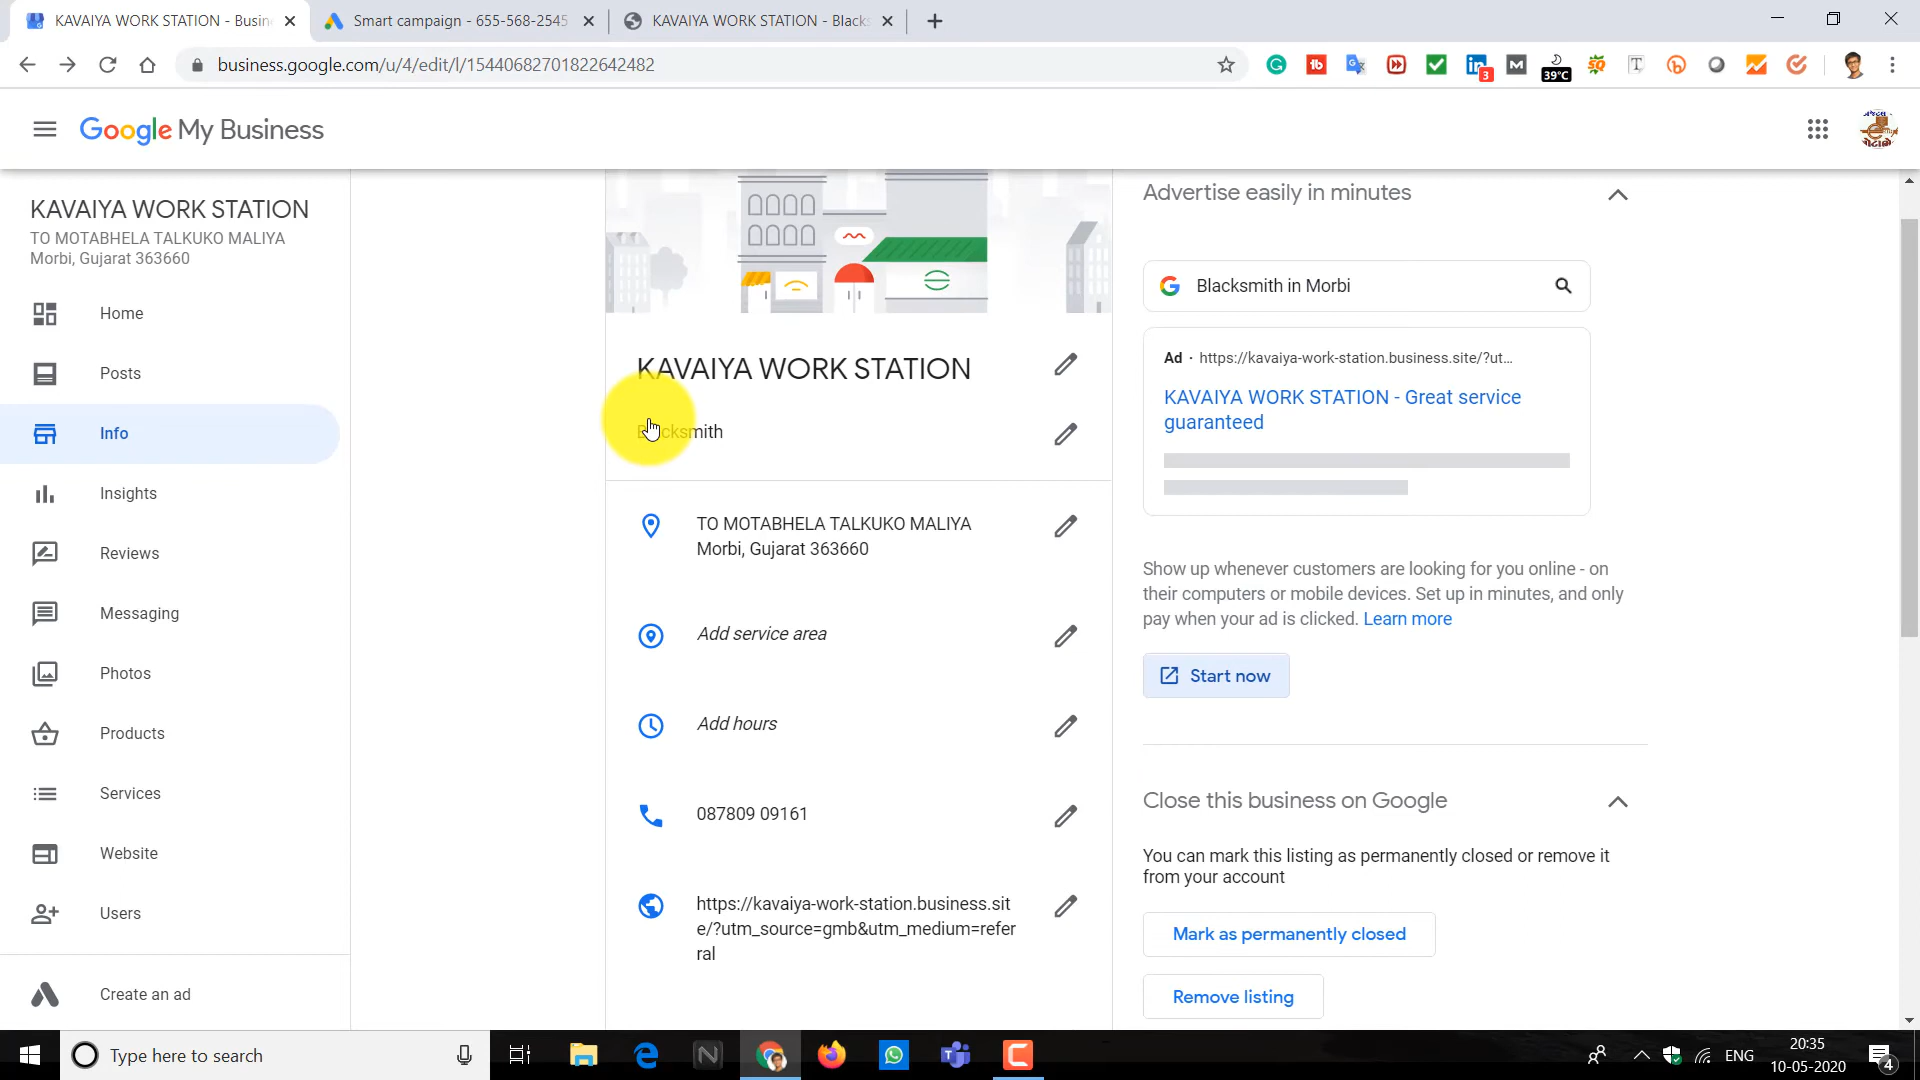 KAVAIYA WORK STATION - Busin
Smart campaign - 655-568-2545
KAVAIYA WORK STATION - Blacks
business.google.com/u/4/edit/l/15440682701822642482
3
39°C
Google My Business
KAVAIYA WORK STATION
TO MOTABHELA TALKUKO MALIYA
Morbi, Gujarat 363660
Home
Posts
Info
Insights
Reviews
Messaging
Photos
Products
Services
Website
Users
Create an ad
KAVAIYA WORK STATION
Blacksmith
TO MOTABHELA TALKUKO MALIYA
Morbi, Gujarat 363660
Add service area
Add hours
087809 09161
https://kavaiya-work-station.business.sit
e/?utm_source=gmb&utm_medium=refer
ral
Advertise easily in minutes
Blacksmith in Morbi
Ad · https://kavaiya-work-station.business.site/?ut...
KAVAIYA WORK STATION - Great service
guaranteed
Show up whenever customers are looking for you online - on
their computers or mobile devices. Set up in minutes, and only
pay when your ad is clicked. Learn more
Start now
Close this business on Google
You can mark this listing as permanently closed or remove it
from your account
Mark as permanently closed
Remove listing
Type here to search
ENG
20:35
10-05-2020
4